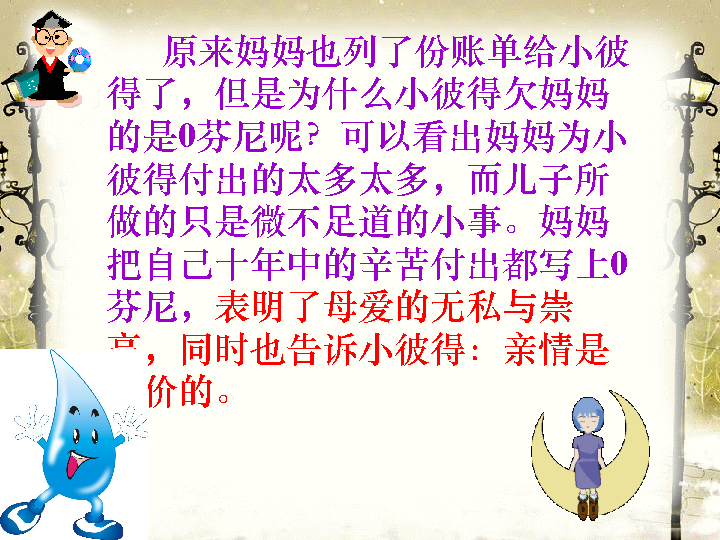 原来妈妈也列了份账单给小彼
得了，但是为什么小彼得欠妈妈
的是0芬尼呢？可以看出妈妈为小
彼得付出的太多太多，而儿子所
做的只是微不足道的小事。妈妈
把自己十年中的辛苦付出都写上0
芬尼，表明了母爱的无私与崇
高，同时也告诉小彼得：亲情是
价的。